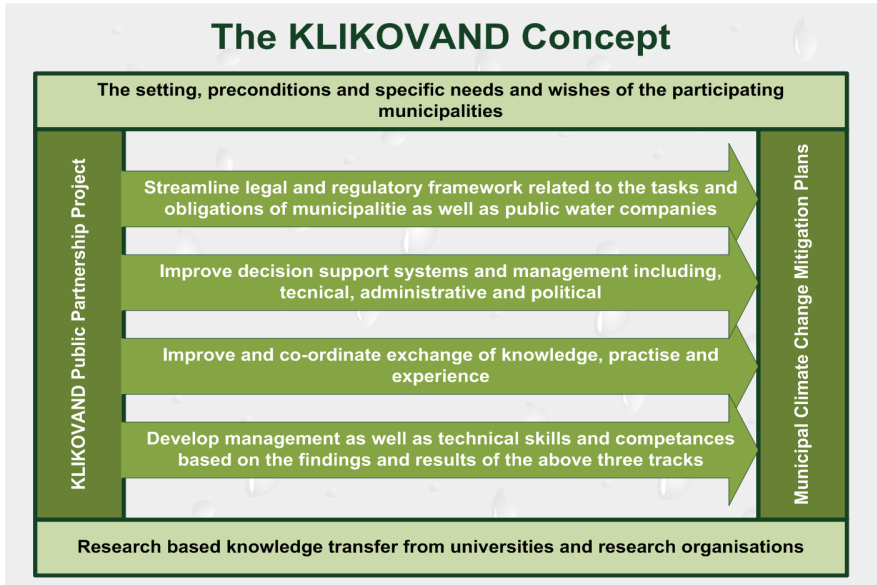 The KLIKOVAND Concept
The setting, preconditions and specific needs and wishes of the participating
municipalities
KLIKOVAND Public Partnership Project
Streamline legal and regulatory framework related to the tasks and
obligations of municipalitie as well as public water companies
Improve decision support systems and management including,
tecnical, administrative and political
Improve and co-ordinate exchange of knowledge, practise and
experience
Develop management as well as technical skills and competances
based on the findings and results of the above three tracks
Municipal Climate Change Mitigation Plans
Research based knowledge transfer from universities and research organisations